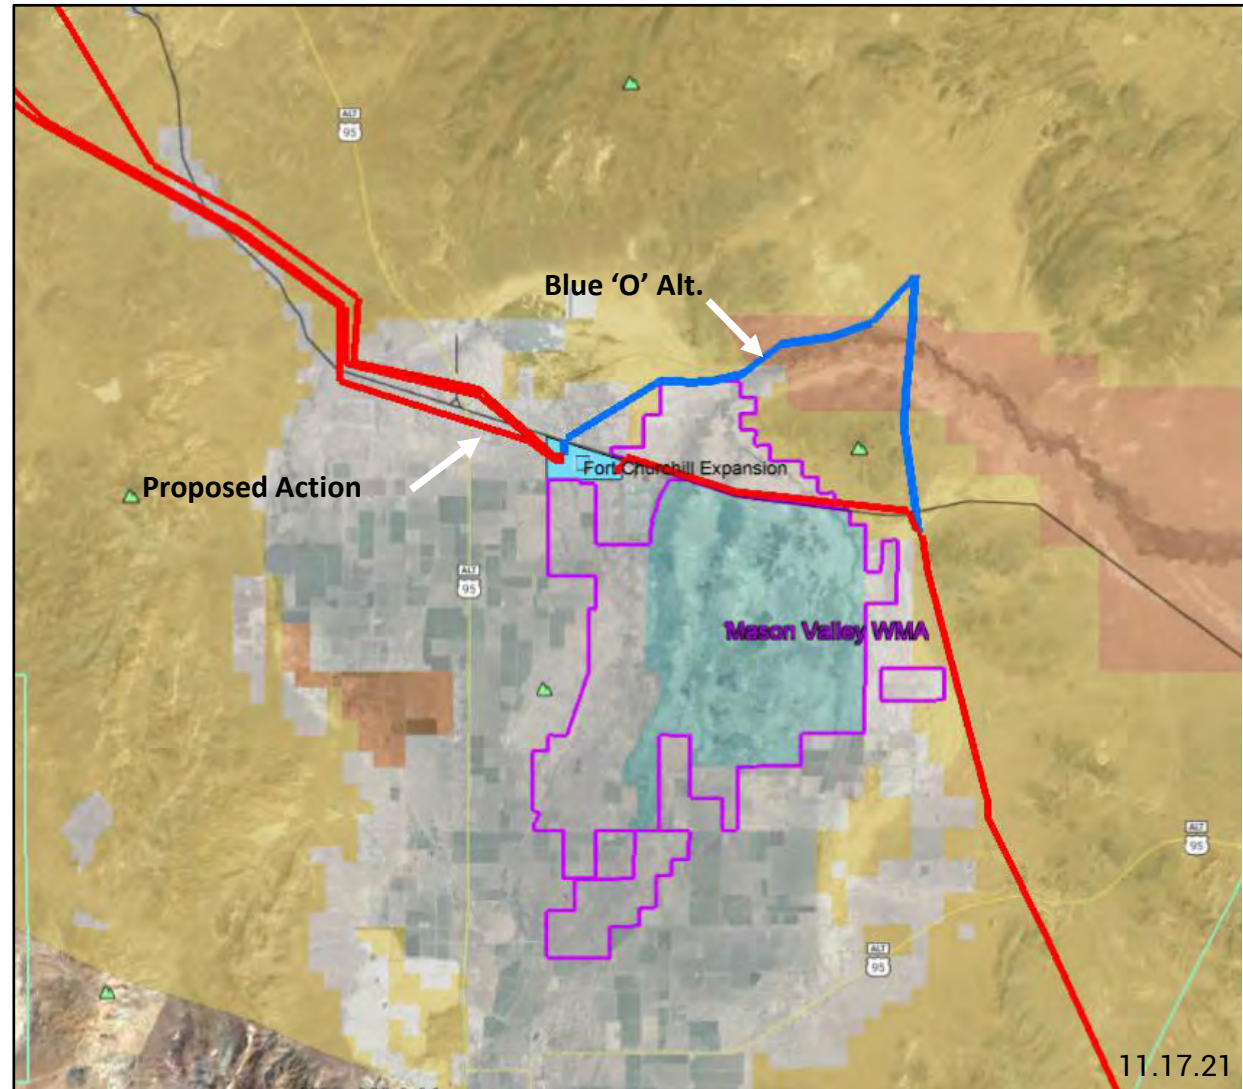 ALT
95
Blue ‘O’ Alt.
Fort Churchill Expansion
Proposed Action
ALT
95
Mason Valley WMA
ALT
95
ALT
95
11.17.21